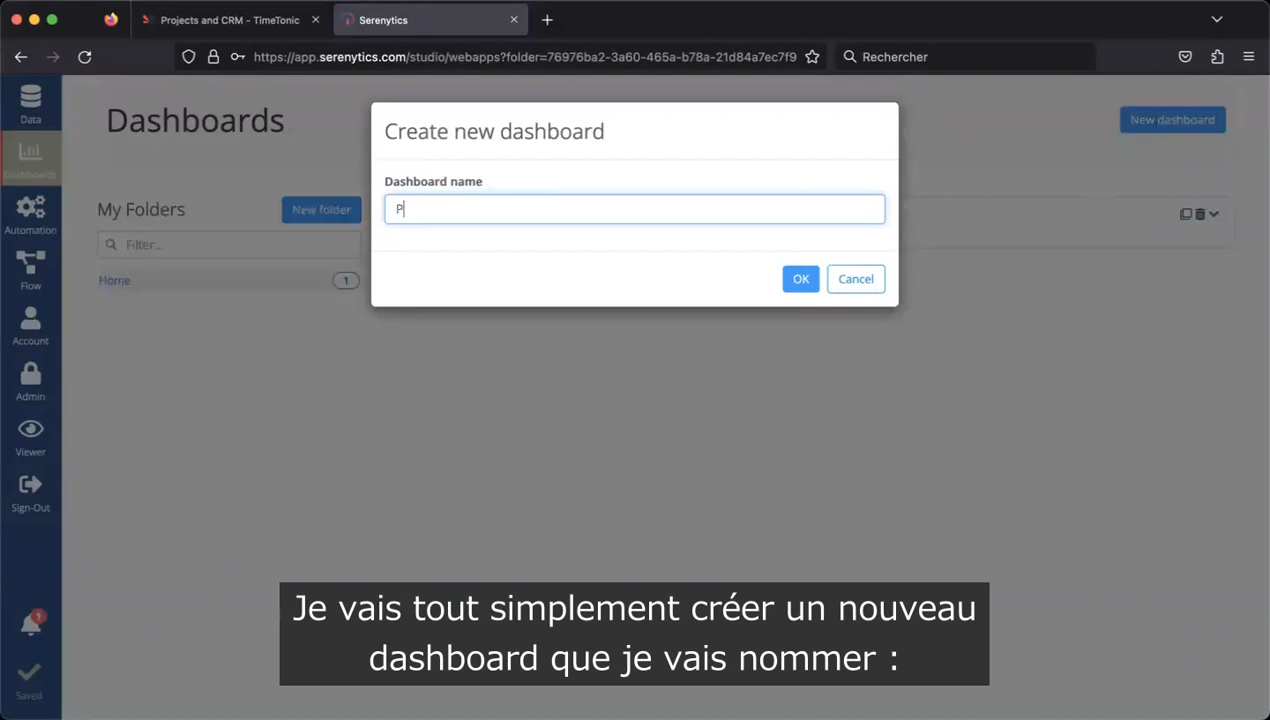 Projects and CRM - TimeTonic
Serenytics
https://app.serenytics.com/studio/webapps?folder=76976ba2-3a60-465a-b78a-21d84a7ec7f9
Rechercher
Data
Dashboards
Automation
Flow
Account
Admin
Viewer
Sign-Out
1
Saved
Dashboards
New dashboard
My Folders
New folder
Filter...
Home
1
Create new dashboard
Dashboard name
P
OK
Cancel
Je vais tout simplement créer un nouveau
dashboard que je vais nommer :